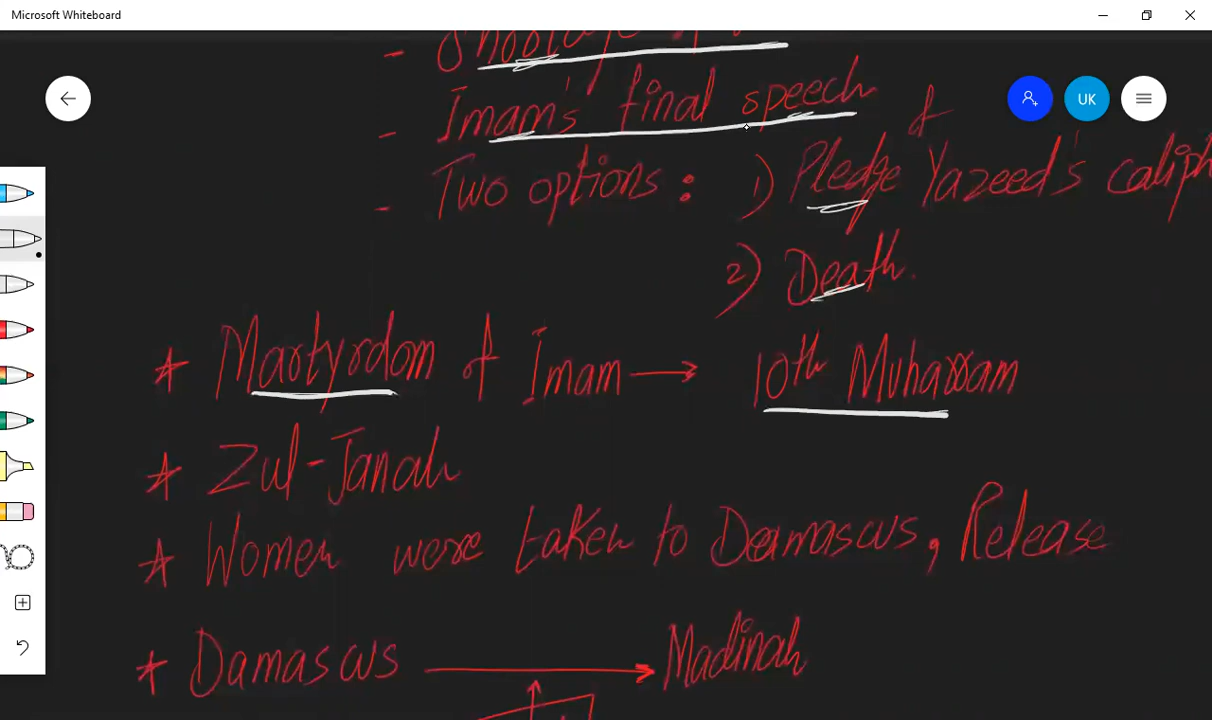 Microsoft Whiteboard
UK
- Imam's final speech &
- Two options : 1) Pledge Yazeed's caliph
2) Death.
* Martyrdom of Imam → 10th Muharram
* Zul-Janah
* Women were taken to Damascus, Release
* Damascus → Madinah